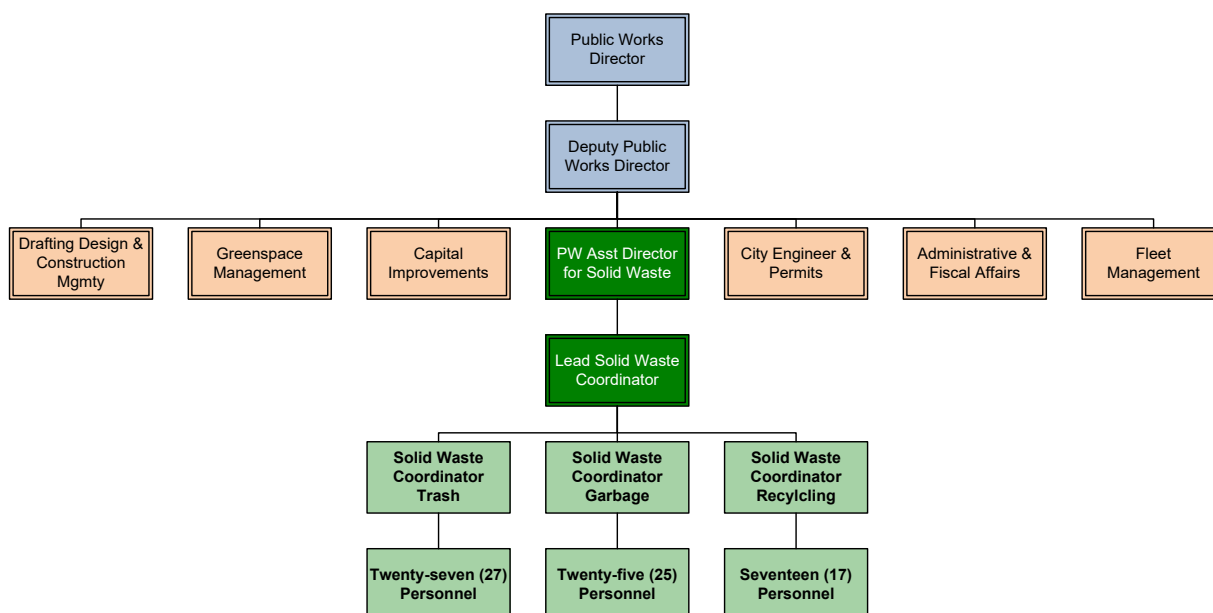 Public Works
Director
Deputy Public
Works Director
Drafting Design &
Construction
Mgmty
Greenspace
Management
Capital
Improvements
PW Asst Director
for Solid Waste
City Engineer &
Permits
Administrative &
Fiscal Affairs
Fleet
Management
Lead Solid Waste
Coordinator
Solid Waste
Coordinator
Trash
Solid Waste
Coordinator
Garbage
Solid Waste
Coordinator
Recylcling
Twenty-seven (27)
Personnel
Twenty-five (25)
Personnel
Seventeen (17)
Personnel